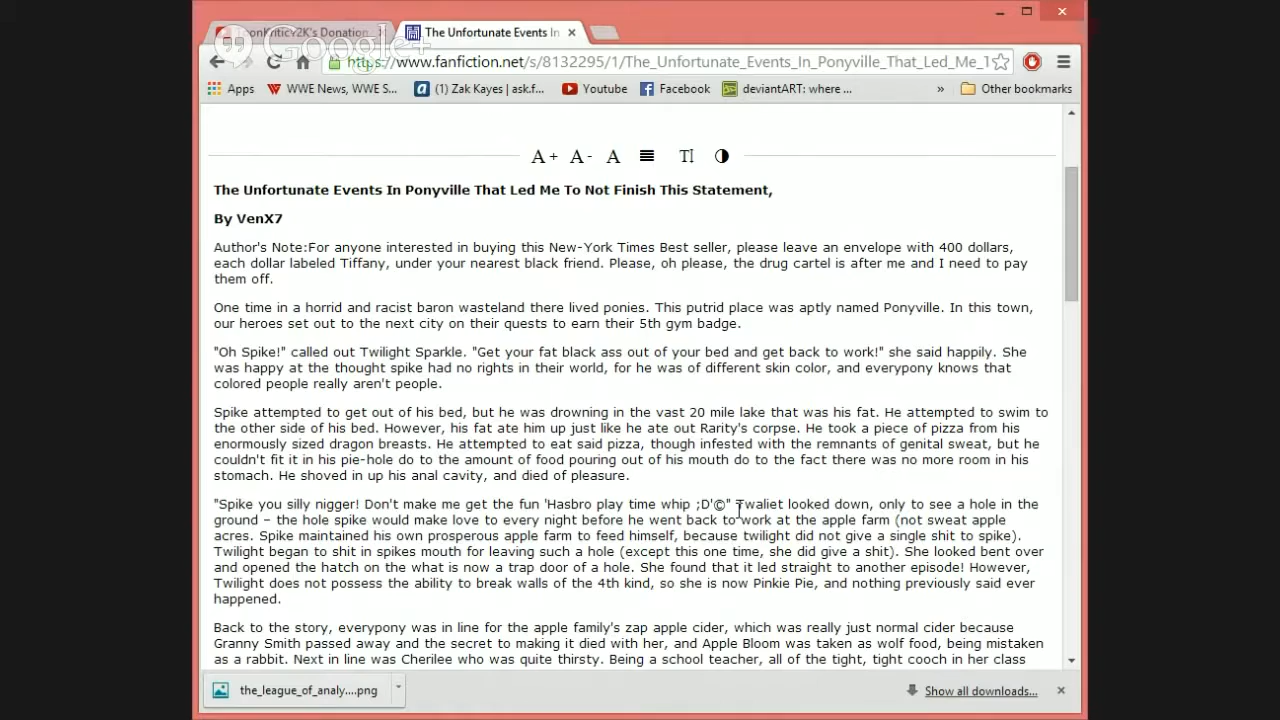 onKriticY2K's Donation
The Unfortunate Events In
Google+
https://www.fanfiction.net/s/8132295/1/The_Unfortunate_Events_In_Ponyville_That_Led_Me_T
Apps WWE News, WWE S... (1) Zak Kayes | ask.f... Youtube Facebook deviantART: where ... » Other bookmarks
A+ A- A TI
The Unfortunate Events In Ponyville That Led Me To Not Finish This Statement,
By VenX7
Author's Note:For anyone interested in buying this New-York Times Best seller, please leave an envelope with 400 dollars,
each dollar labeled Tiffany, under your nearest black friend. Please, oh please, the drug cartel is after me and I need to pay
them off.
One time in a horrid and racist baron wasteland there lived ponies. This putrid place was aptly named Ponyville. In this town,
our heroes set out to the next city on their quests to earn their 5th gym badge.
"Oh Spike!" called out Twilight Sparkle. "Get your fat black ass out of your bed and get back to work!" she said happily. She
was happy at the thought spike had no rights in their world, for he was of different skin color, and everypony knows that
colored people really aren't people.
Spike attempted to get out of his bed, but he was drowning in the vast 20 mile lake that was his fat. He attempted to swim to
the other side of his bed. However, his fat ate him up just like he ate out Rarity's corpse. He took a piece of pizza from his
enormously sized dragon breasts. He attempted to eat said pizza, though infested with the remnants of genital sweat, but he
couldn't fit it in his pie-hole do to the amount of food pouring out of his mouth do to the fact there was no more room in his
stomach. He shoved in up his anal cavity, and died of pleasure.
"Spike you silly nigger! Don't make me get the fun 'Hasbro play time whip ;D'©" Twaliet looked down, only to see a hole in the
ground – the hole spike would make love to every night before he went back to work at the apple farm (not sweat apple
acres. Spike maintained his own prosperous apple farm to feed himself, because twilight did not give a single shit to spike).
Twilight began to shit in spikes mouth for leaving such a hole (except this one time, she did give a shit). She looked bent over
and opened the hatch on the what is now a trap door of a hole. She found that it led straight to another episode! However,
Twilight does not possess the ability to break walls of the 4th kind, so she is now Pinkie Pie, and nothing previously said ever
happened.
Back to the story, everypony was in line for the apple family's zap apple cider, which was really just normal cider because
Granny Smith passed away and the secret to making it died with her, and Apple Bloom was taken as wolf food, being mistaken
as a rabbit. Next in line was Cherilee who was quite thirsty. Being a school teacher, all of the tight, tight cooch in her class
the_league_of_analy....png
Show all downloads...